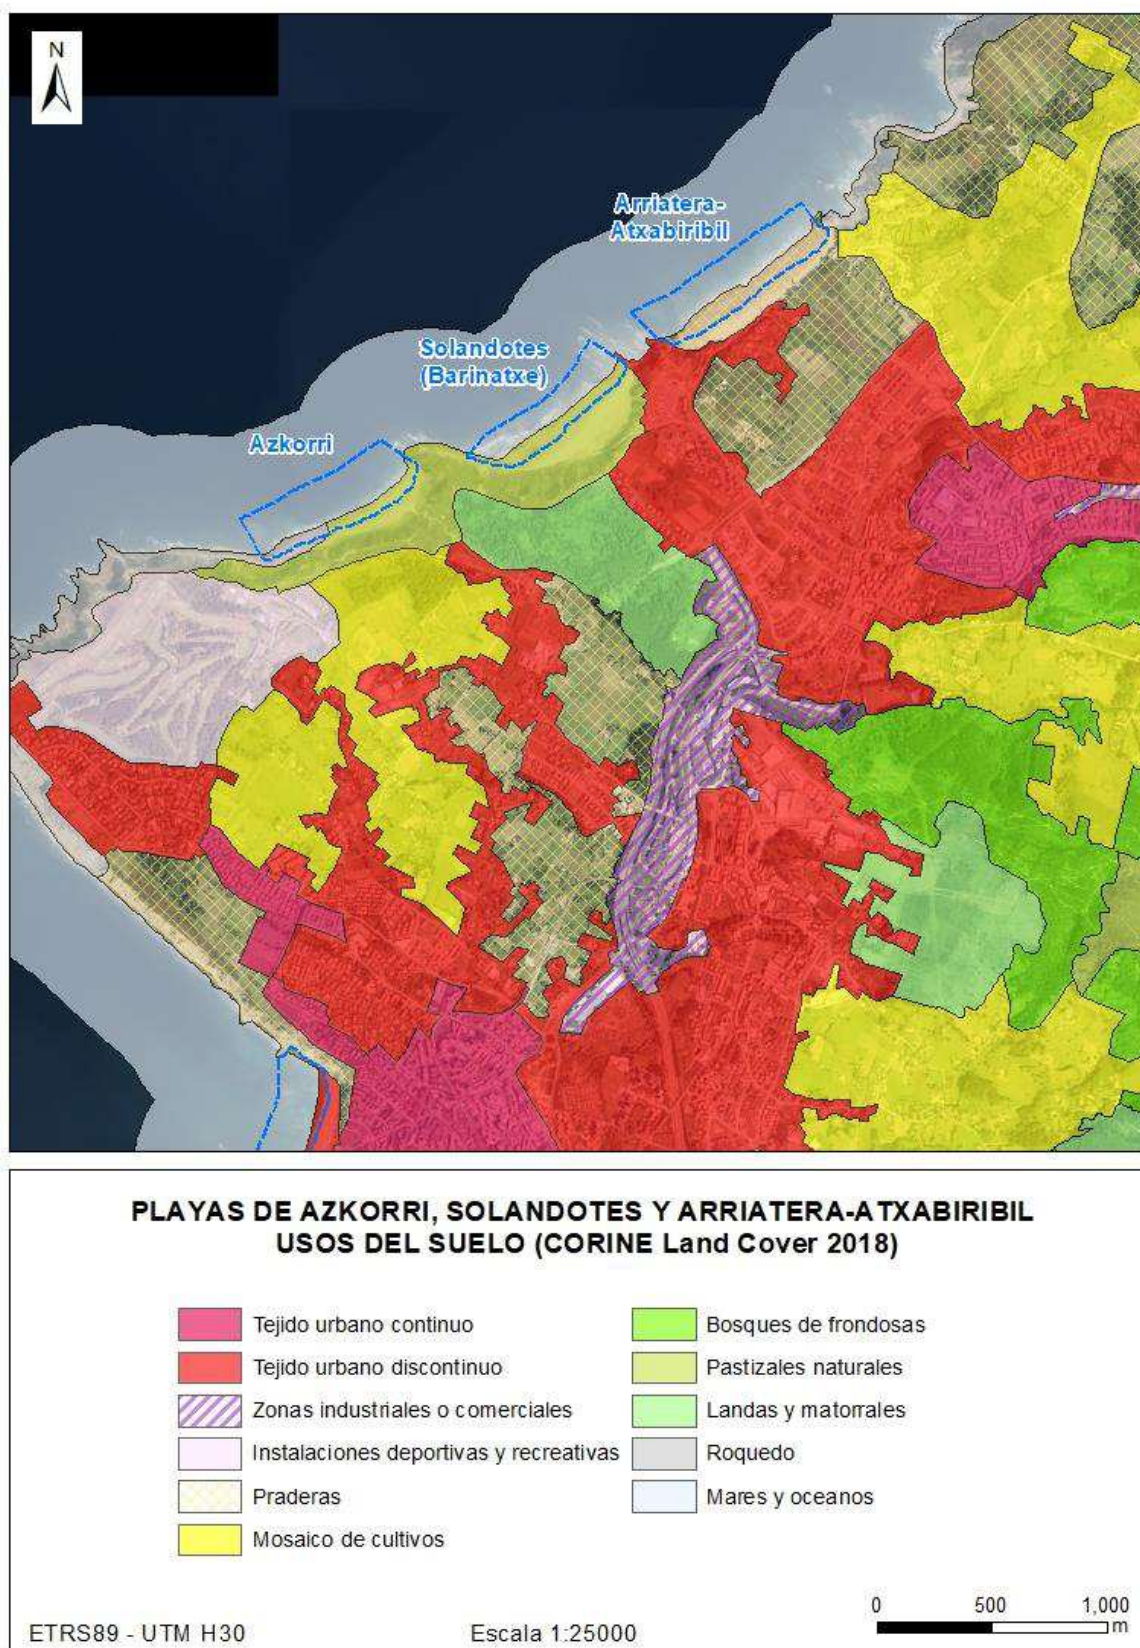 N
Arriatera-
Atxabiribil
Solandotes
(Barinatxe)
Azkorri
PLAYAS DE AZKORRI, SOLANDOTES Y ARRIATERA-ATXABIRIBIL
USOS DEL SUELO (CORINE Land Cover 2018)
Tejido urbano continuo
Tejido urbano discontinuo
Zonas industriales o comerciales
Instalaciones deportivas y recreativas
Praderas
Mosaico de cultivos
Bosques de frondosas
Pastizales naturales
Landas y matorrales
Roquedo
Mares y oceanos
0 500 1,000
m
ETRS89 - UTM H30
Escala 1:25000